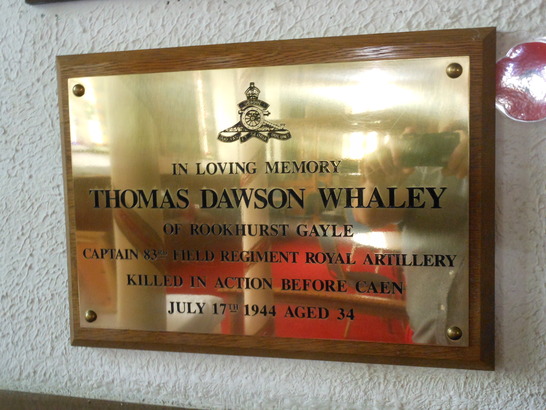 IN LOVING MEMORY
THOMAS DAWSON WHALEY
OF ROOKHURST GAYLE
CAPTAIN 83RD FIELD REGIMENT ROYAL ARTILLERY
KILLED IN ACTION BEFORE CAEN
JULY 17TH 1944 AGED 34